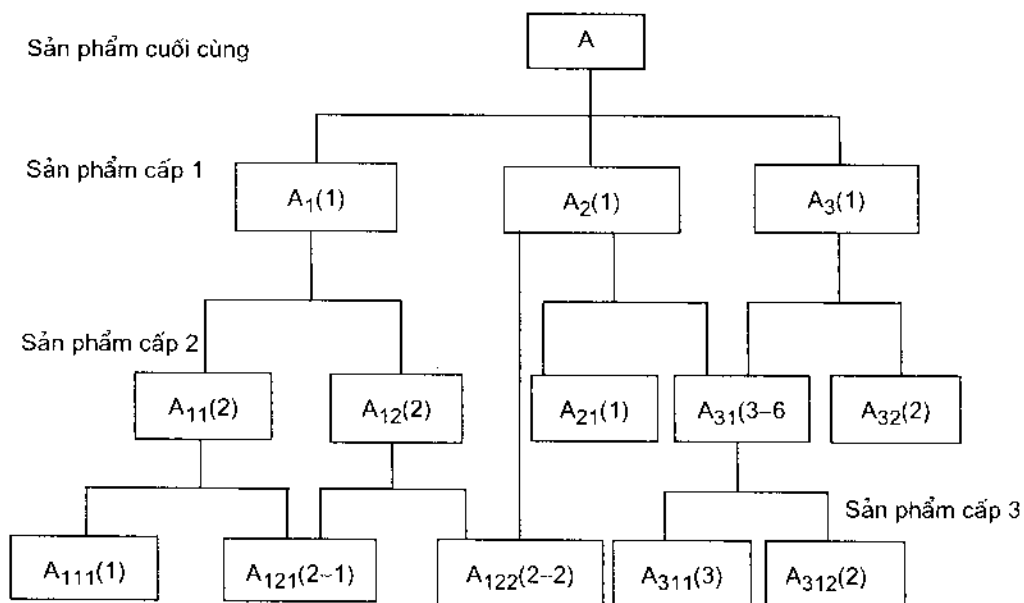 Sản phẩm cuối cùng
A
Sản phẩm cấp 1
A1(1)
A2(1)
A3(1)
Sản phẩm cấp 2
A11(2)
A12(2)
A21(1)
A31(3–6
A32(2)
Sản phẩm cấp 3
A111(1)
A121(2–1)
A122(2–2)
A311(3)
A312(2)